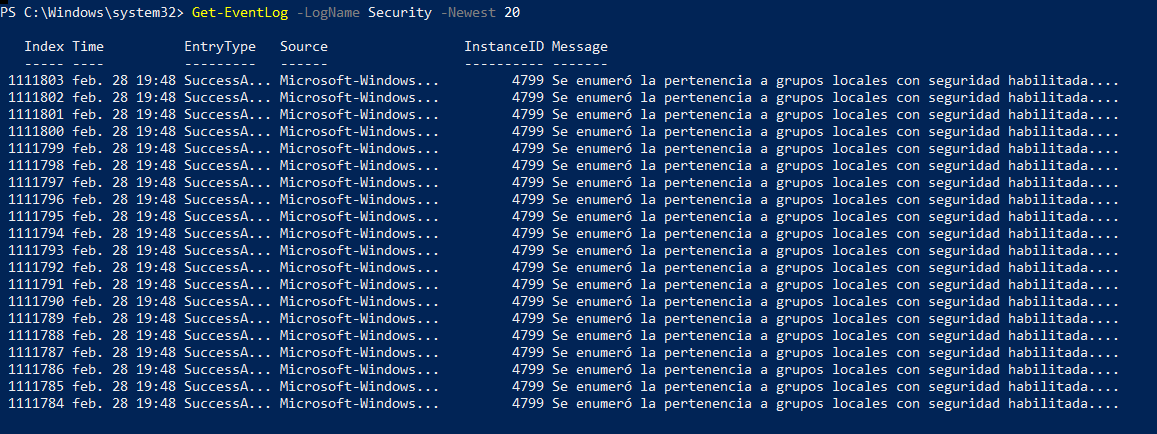 PS C:\Windows\system32> Get-EventLog -LogName Security -Newest 20
Index Time EntryType Source InstanceID Message
----- ---- --------- ------ ---------- -------
1111803 feb. 28 19:48 SuccessA... Microsoft-Windows... 4799 Se enumeró la pertenencia a grupos locales con seguridad habilitada....
1111802 feb. 28 19:48 SuccessA... Microsoft-Windows... 4799 Se enumeró la pertenencia a grupos locales con seguridad habilitada....
1111801 feb. 28 19:48 SuccessA... Microsoft-Windows... 4799 Se enumeró la pertenencia a grupos locales con seguridad habilitada....
1111800 feb. 28 19:48 SuccessA... Microsoft-Windows... 4799 Se enumeró la pertenencia a grupos locales con seguridad habilitada....
1111799 feb. 28 19:48 SuccessA... Microsoft-Windows... 4799 Se enumeró la pertenencia a grupos locales con seguridad habilitada....
1111798 feb. 28 19:48 SuccessA... Microsoft-Windows... 4799 Se enumeró la pertenencia a grupos locales con seguridad habilitada....
1111797 feb. 28 19:48 SuccessA... Microsoft-Windows... 4799 Se enumeró la pertenencia a grupos locales con seguridad habilitada....
1111796 feb. 28 19:48 SuccessA... Microsoft-Windows... 4799 Se enumeró la pertenencia a grupos locales con seguridad habilitada....
1111795 feb. 28 19:48 SuccessA... Microsoft-Windows... 4799 Se enumeró la pertenencia a grupos locales con seguridad habilitada....
1111794 feb. 28 19:48 SuccessA... Microsoft-Windows... 4799 Se enumeró la pertenencia a grupos locales con seguridad habilitada....
1111793 feb. 28 19:48 SuccessA... Microsoft-Windows... 4799 Se enumeró la pertenencia a grupos locales con seguridad habilitada....
1111792 feb. 28 19:48 SuccessA... Microsoft-Windows... 4799 Se enumeró la pertenencia a grupos locales con seguridad habilitada....
1111791 feb. 28 19:48 SuccessA... Microsoft-Windows... 4799 Se enumeró la pertenencia a grupos locales con seguridad habilitada....
1111790 feb. 28 19:48 SuccessA... Microsoft-Windows... 4799 Se enumeró la pertenencia a grupos locales con seguridad habilitada....
1111789 feb. 28 19:48 SuccessA... Microsoft-Windows... 4799 Se enumeró la pertenencia a grupos locales con seguridad habilitada....
1111788 feb. 28 19:48 SuccessA... Microsoft-Windows... 4799 Se enumeró la pertenencia a grupos locales con seguridad habilitada....
1111787 feb. 28 19:48 SuccessA... Microsoft-Windows... 4799 Se enumeró la pertenencia a grupos locales con seguridad habilitada....
1111786 feb. 28 19:48 SuccessA... Microsoft-Windows... 4799 Se enumeró la pertenencia a grupos locales con seguridad habilitada....
1111785 feb. 28 19:48 SuccessA... Microsoft-Windows... 4799 Se enumeró la pertenencia a grupos locales con seguridad habilitada....
1111784 feb. 28 19:48 SuccessA... Microsoft-Windows... 4799 Se enumeró la pertenencia a grupos locales con seguridad habilitada....